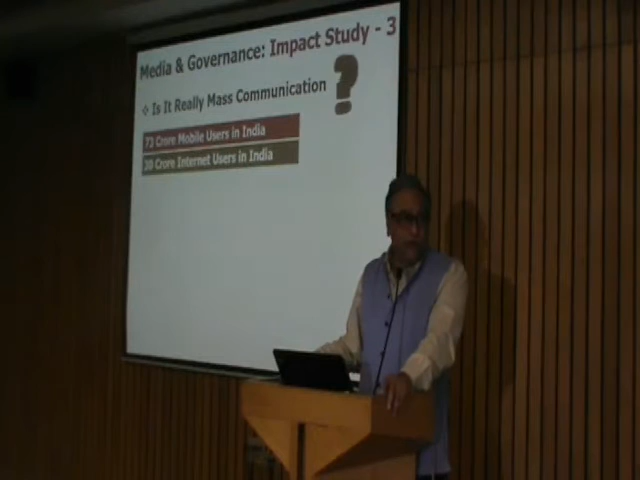 Media & Governance: Impact Study - 3
❖ Is It Really Mass Communication ?
73 Crore Mobile Users in India
20 Crore Internet Users in India